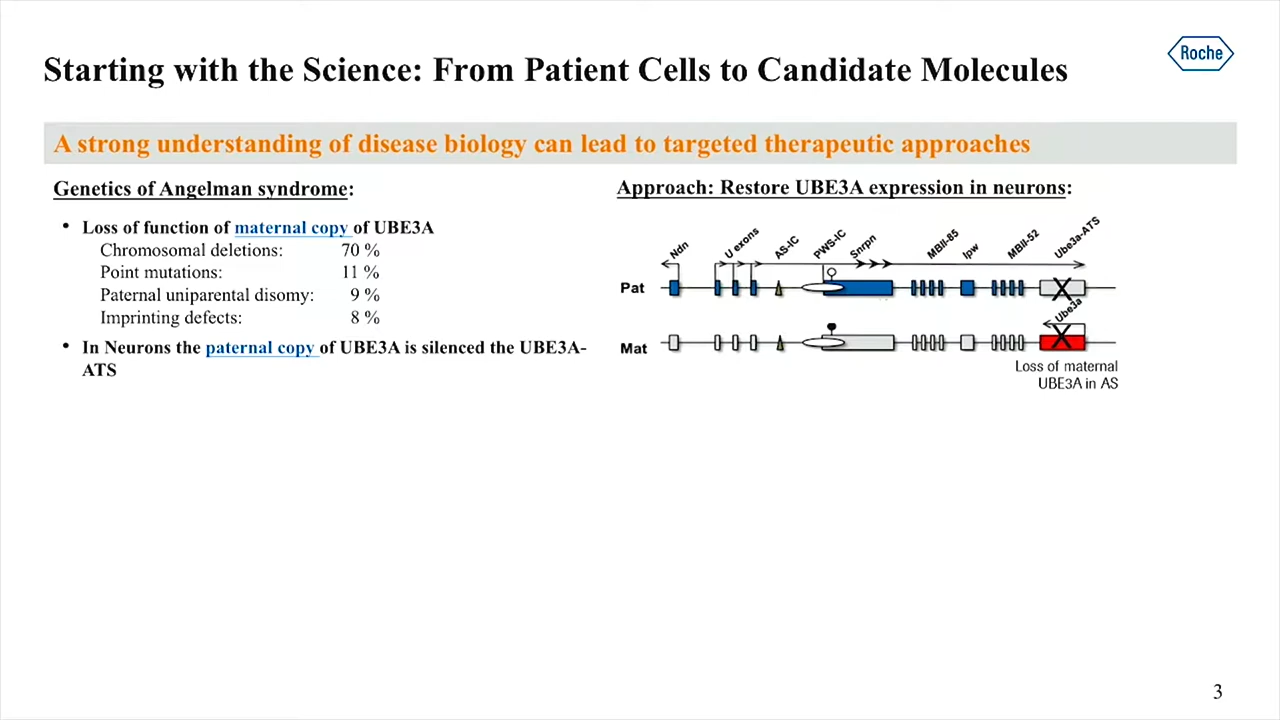 Roche
Starting with the Science: From Patient Cells to Candidate Molecules
A strong understanding of disease biology can lead to targeted therapeutic approaches
Genetics of Angelman syndrome:
• Loss of function of maternal copy of UBE3A
Chromosomal deletions: 70 %
Point mutations: 11 %
Paternal uniparental disomy: 9 %
Imprinting defects: 8 %
• In Neurons the paternal copy of UBE3A is silenced the UBE3A-
ATS
Approach: Restore UBE3A expression in neurons:
Ndn U exons AS-IC PWS-IC Snrpn MBII-85 Ipw MBII-52 Ube3a-ATS
Pat
Ube3a
Mat
Loss of maternal
UBE3A in AS
3